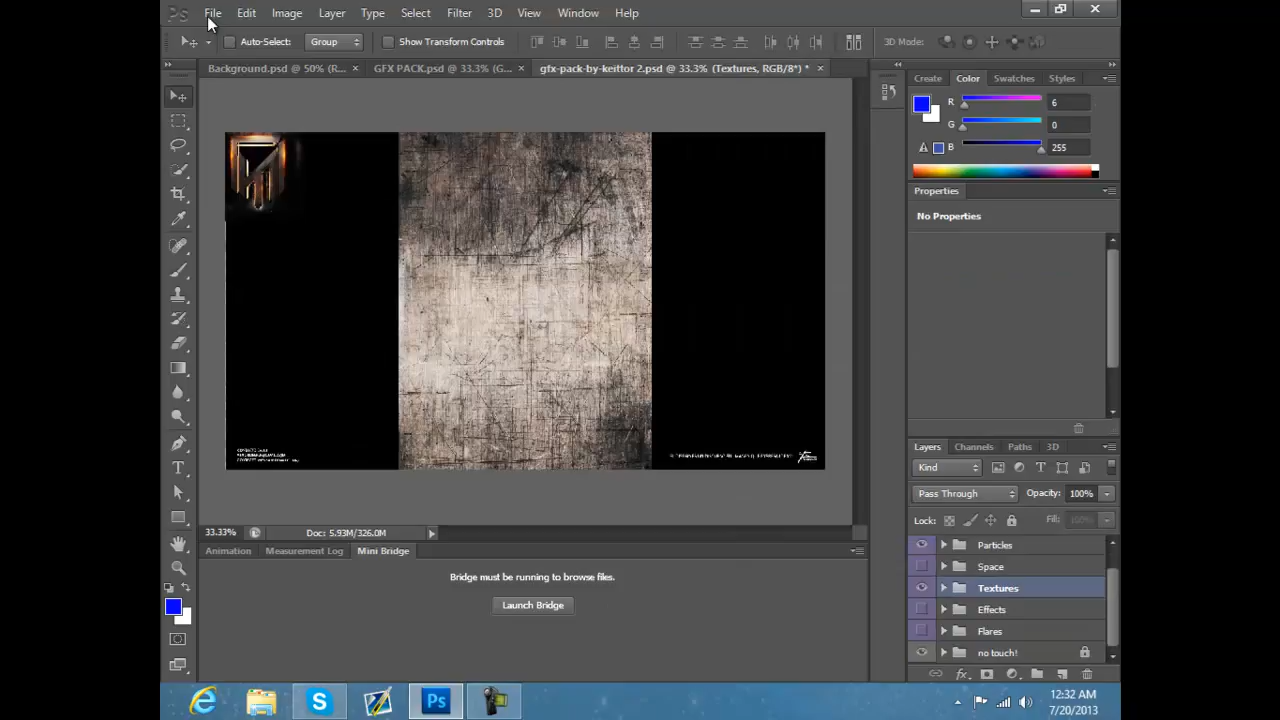 Ps File Edit Image Layer Type Select Filter 3D View Window Help
Auto-Select: Group Show Transform Controls 3D Mode:
Background.psd @ 50% (R... × GFX PACK.psd @ 33.3% (G... × gfx-pack-by-keittor 2.psd @ 33.3% (Textures, RGB/8*) * ×
Create Color Swatches Styles
R 6
G 0
B 255
Properties
No Properties
Layers Channels Paths 3D
Kind
Pass Through Opacity: 100%
Lock: Fill: 100%
Particles
Space
Textures
Effects
Flares
no touch!
33.33% Doc: 5.93M/326.0M
Animation Measurement Log Mini Bridge
Bridge must be running to browse files.
Launch Bridge
Ps
12:32 AM
7/20/2013